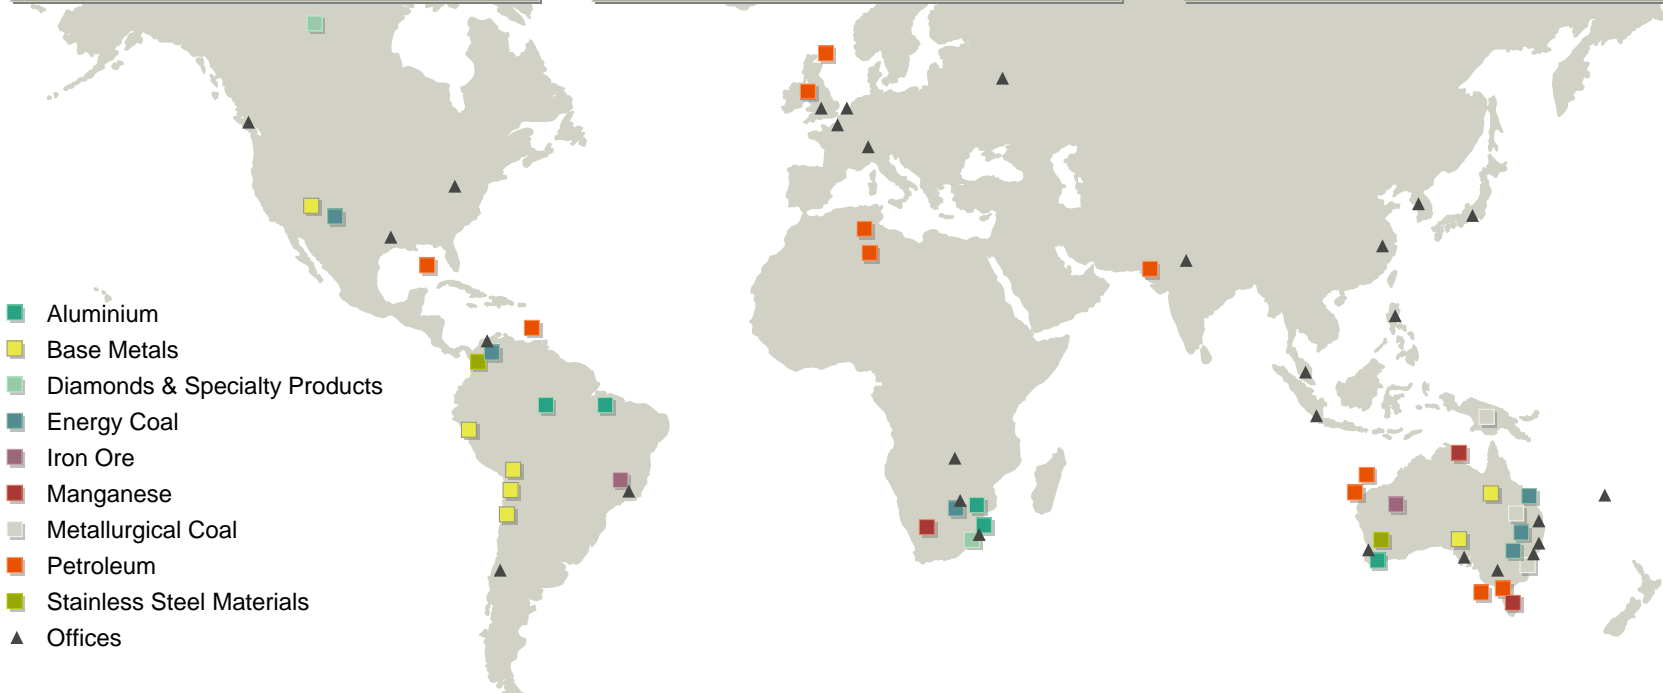 Aluminium
Base Metals
Diamonds & Specialty Products
Energy Coal
Iron Ore
Manganese
Metallurgical Coal
Petroleum
Stainless Steel Materials
Offices